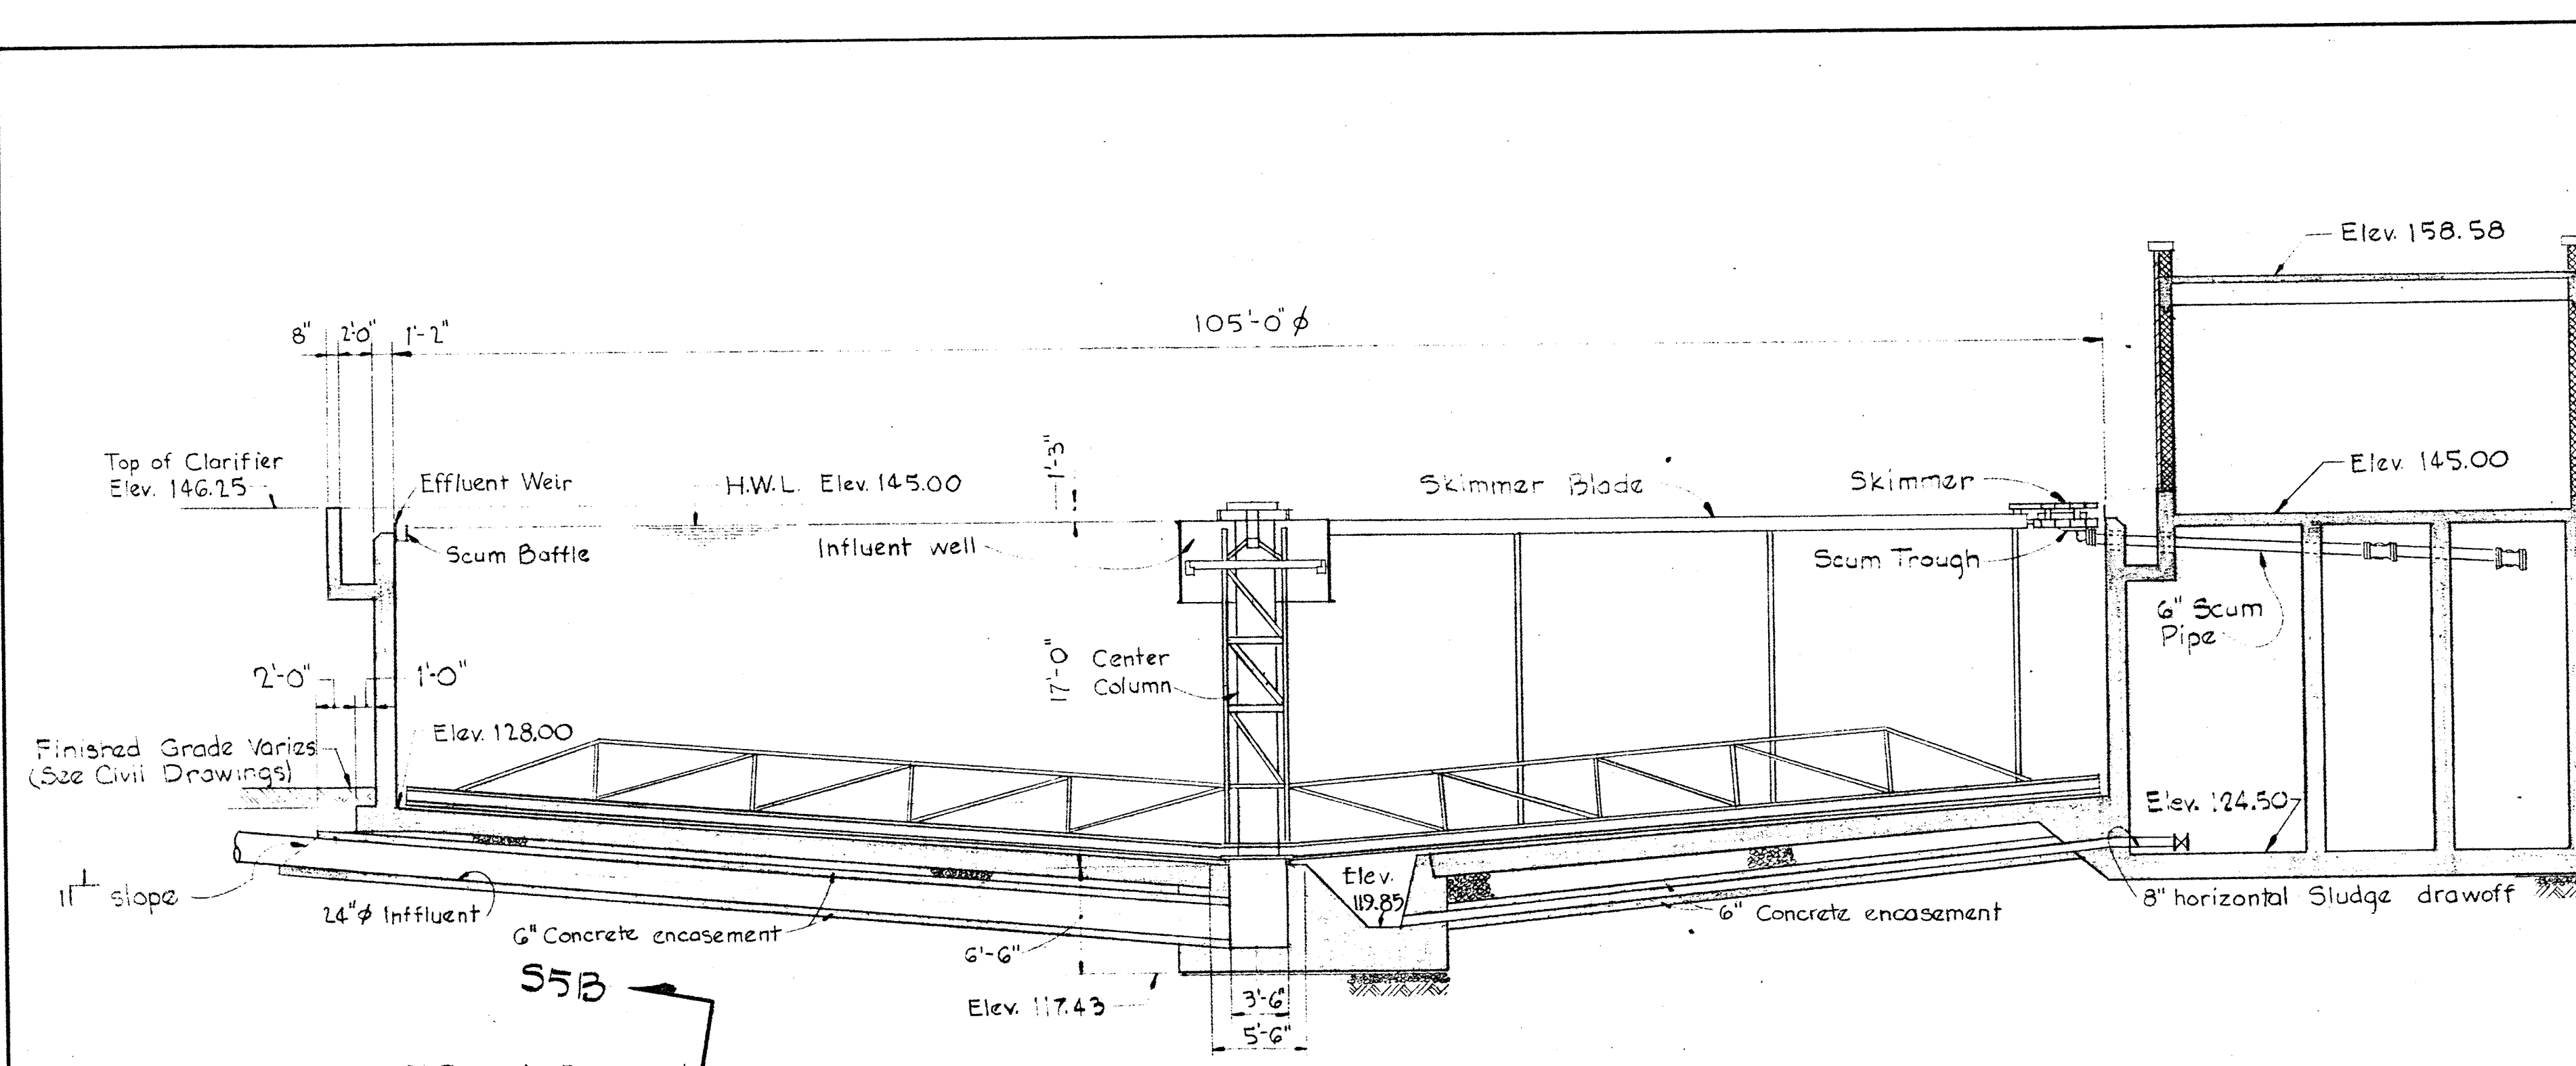 Elev. 158.58
105'-0" ϕ
8"
2'-0"
1'-2"
Top of Clarifier
Elev. 146.25
Effluent Weir
H.W.L. Elev. 145.00
1'-3"
Skimmer Blade
Skimmer
Elev. 145.00
Scum Baffle
Influent well
Scum Trough
6" Scum
Pipe
17'-0"
Center
Column
2'-0"
1'-0"
Elev. 128.00
Finished Grade Varies
(See Civil Drawings)
Elev. 124.50
11
1
slope
24"ϕ Inffluent
6" Concrete encasement
6'-6"
Elev.
119.85
6" Concrete encasement
8" horizontal Sludge drawoff
S5B
Elev. 117.43
3'-6"
5'-6"